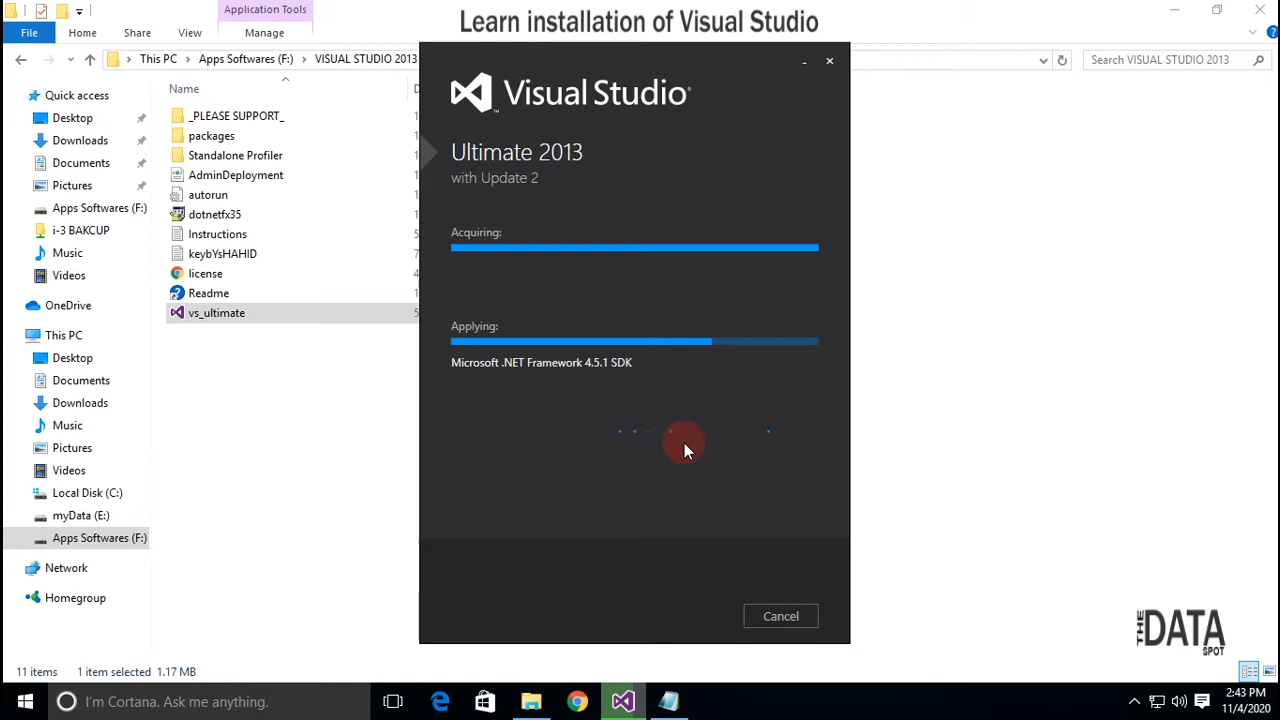 Learn installation of Visual Studio
Application Tools
File
Home
Share
View
Manage
This PC
Apps Softwares (F:)
VISUAL STUDIO 2013
Search VISUAL STUDIO 2013
Quick access
Desktop
Downloads
Documents
Pictures
Apps Softwares (F:)
i-3 BAKCUP
Music
Videos
OneDrive
This PC
Desktop
Documents
Downloads
Music
Pictures
Videos
Local Disk (C:)
myData (E:)
Apps Softwares (F:)
Network
Homegroup
Name
_PLEASE SUPPORT_
packages
Standalone Profiler
AdminDeployment
autorun
dotnetfx35
Instructions
keybYsHAHID
license
Readme
vs_ultimate
Visual Studio
Ultimate 2013
with Update 2
Acquiring:
Applying:
Microsoft .NET Framework 4.5.1 SDK
Cancel
THE DATA
SPOT
11 items
1 item selected 1.17 MB
I'm Cortana. Ask me anything.
2:43 PM
11/4/2020